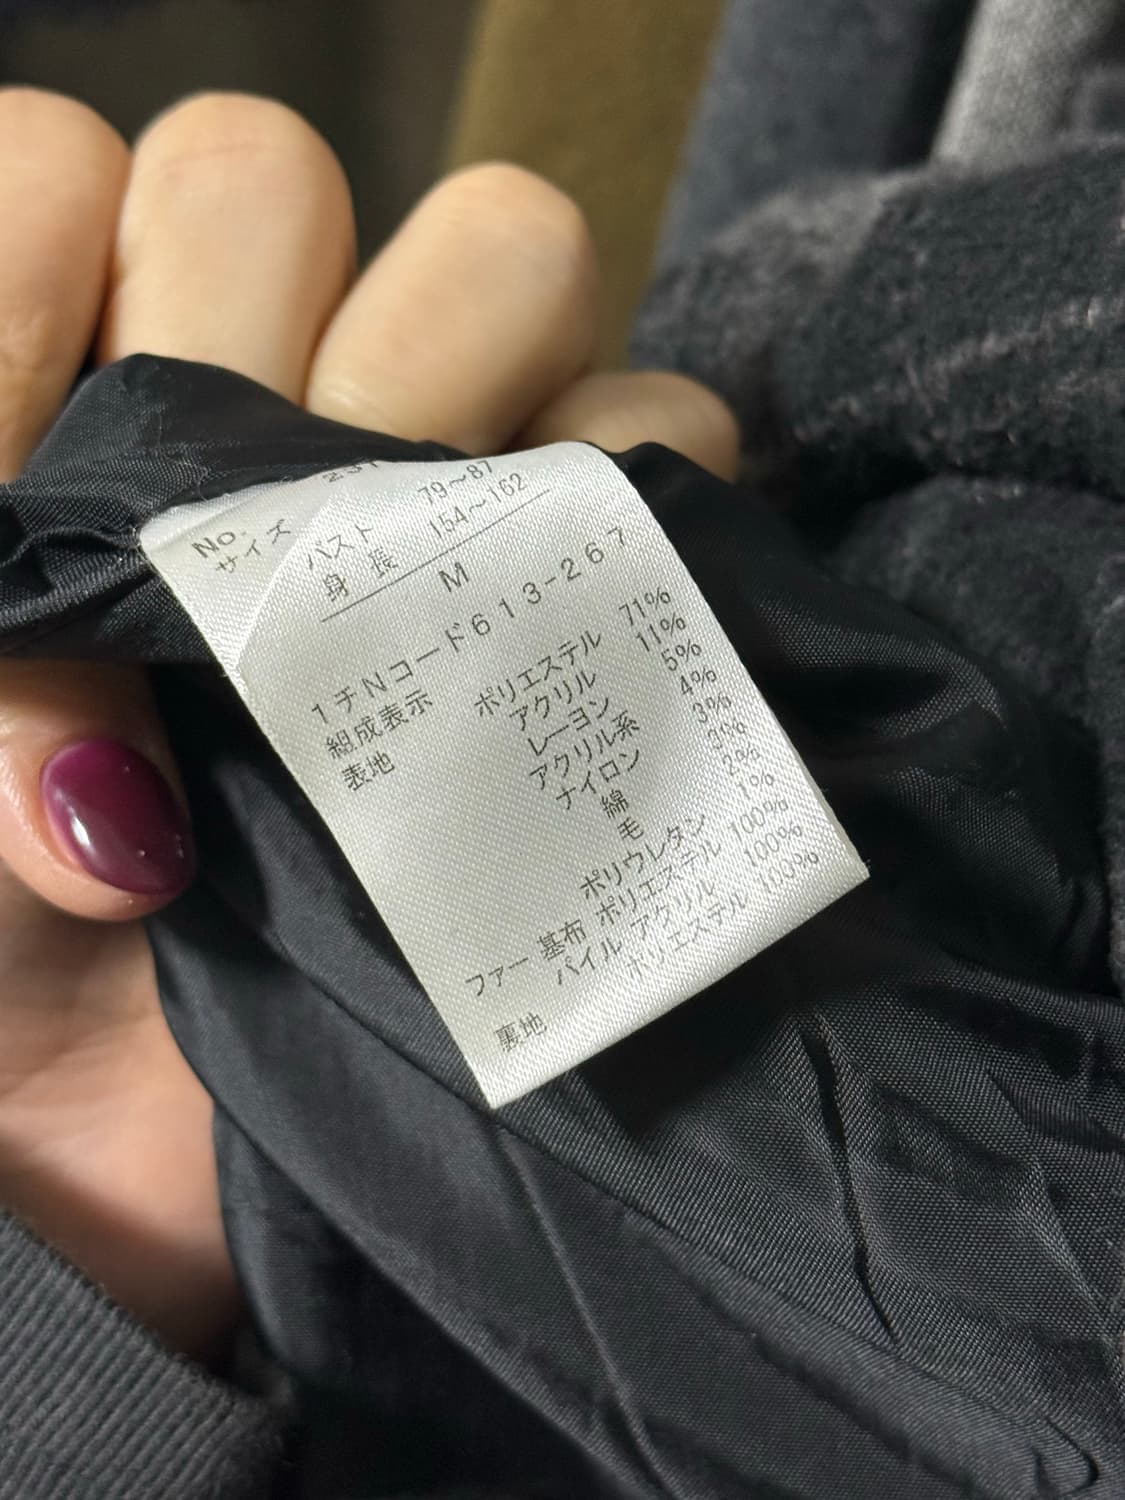 No.
サイズ
バスト 79～87
身 接 154～162
M
1チNコード613-267
組成表示
表地 ポリエステル 71%
アクリル 11%
レーヨン 5%
アクリル系 4%
ナイロン 3%
綿 3%
毛 2%
ポリウレタン 1%
ファー 基布 ポリエステル 100%
パイル アクリル 100%
裏地 ポリエステル 100%